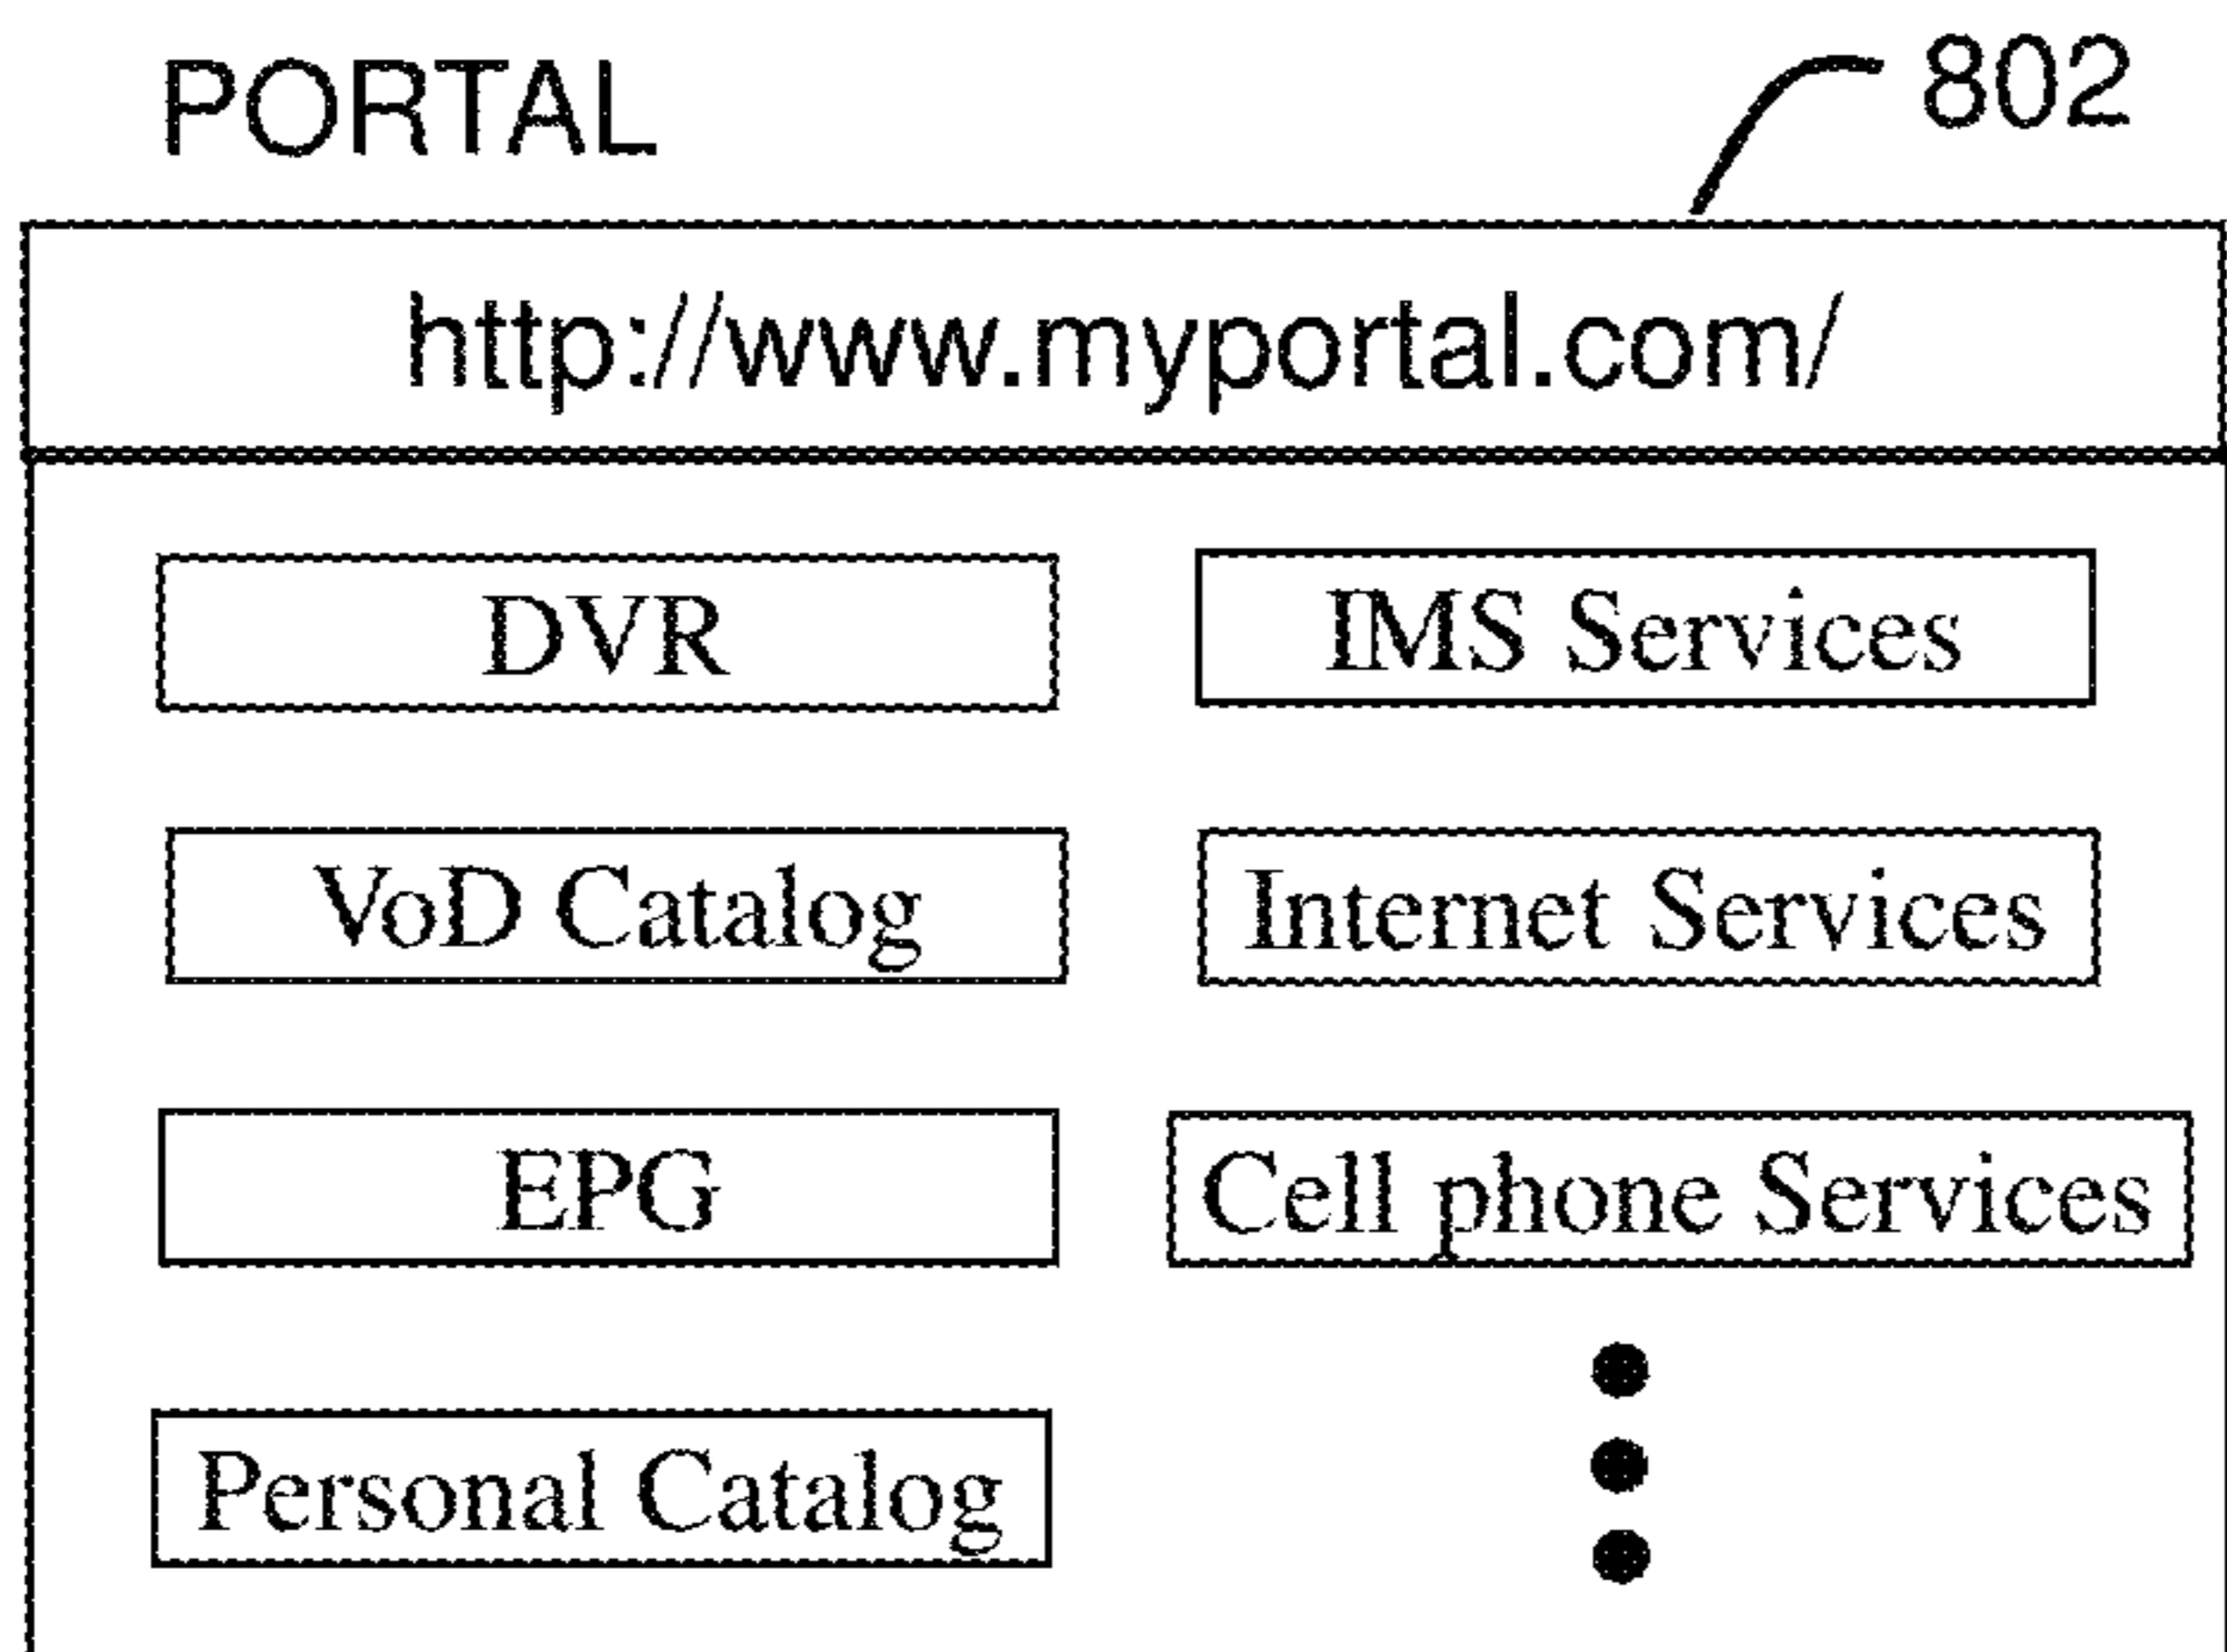 PORTAL
802
http://www.myportal.com/
DVR
IMS Services
VoD Catalog
Internet Services
EPG
Cell phone Services
Personal Catalog